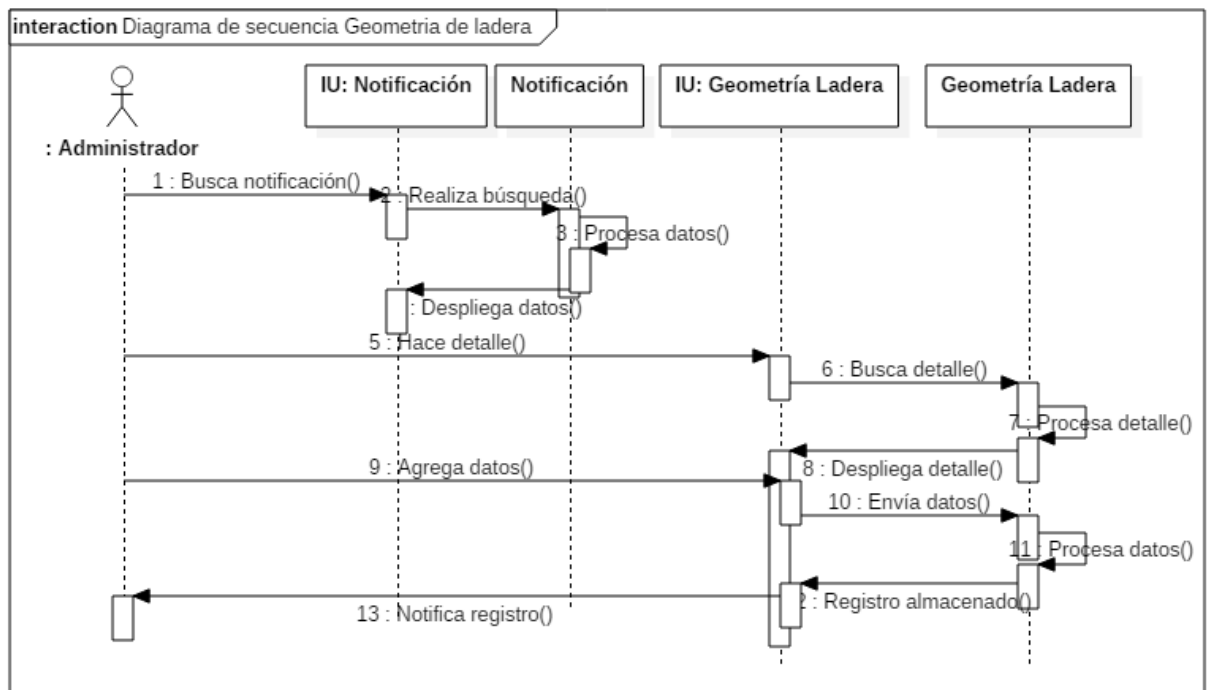 interaction Diagrama de secuencia Geometria de ladera
IU: Notificación
Notificación
IU: Geometría Ladera
Geometría Ladera
: Administrador
1 : Busca notificación()
2 : Realiza búsqueda()
3 : Procesa datos()
: Despliega datos()
5 : Hace detalle()
6 : Busca detalle()
7 : Procesa detalle()
8 : Despliega detalle()
9 : Agrega datos()
10 : Envía datos()
11 : Procesa datos()
2 : Registro almacenado()
13 : Notifica registro()